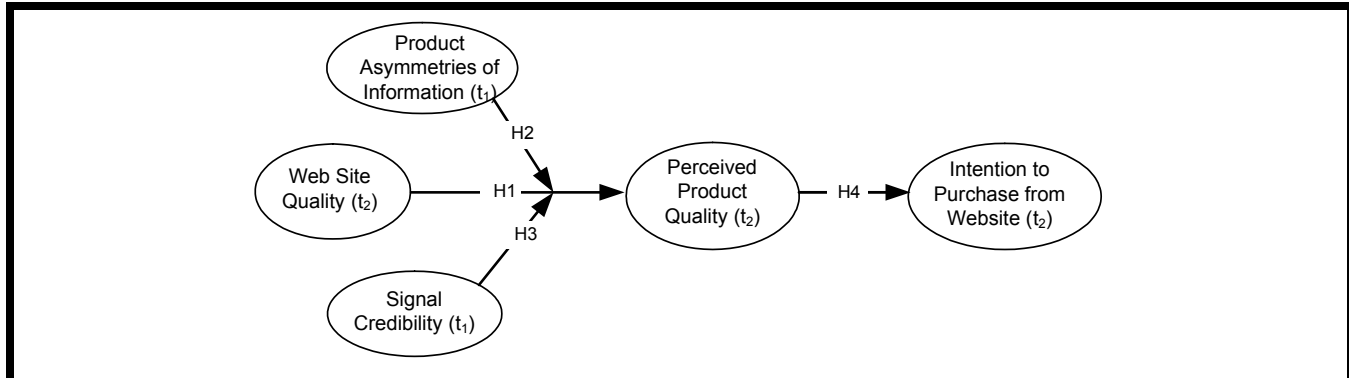 Product
Asymmetries of
Information (t₁)
H2
Web Site
Quality (t₂)
H1
Perceived
Product
Quality (t₂)
H4
Intention to
Purchase from
Website (t₂)
H3
Signal
Credibility (t₁)